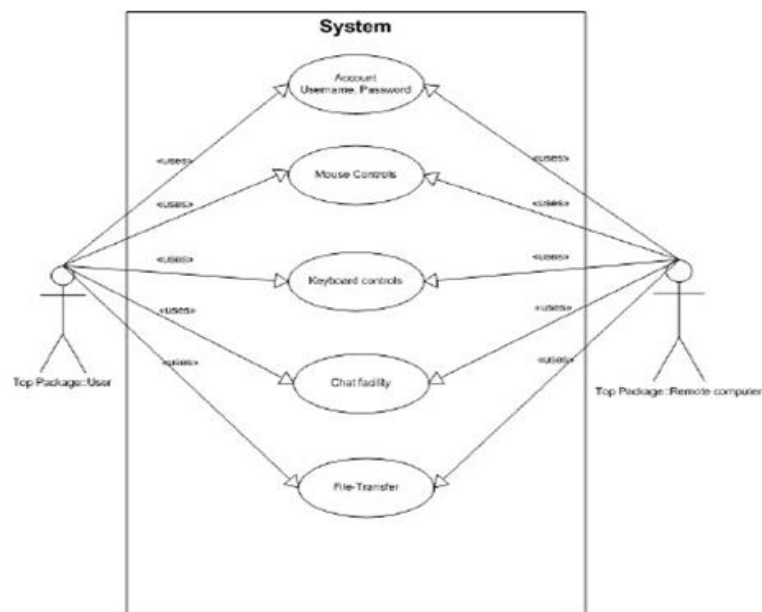 System
Account
Username, Password
<uses>
<uses>
Mouse Controls
<uses>
<uses>
<uses>
<uses>
Keyboard controls
<uses>
<uses>
<uses>
<uses>
Chat facility
Top Package::User
Top Package::Remote computer
File-Transfer